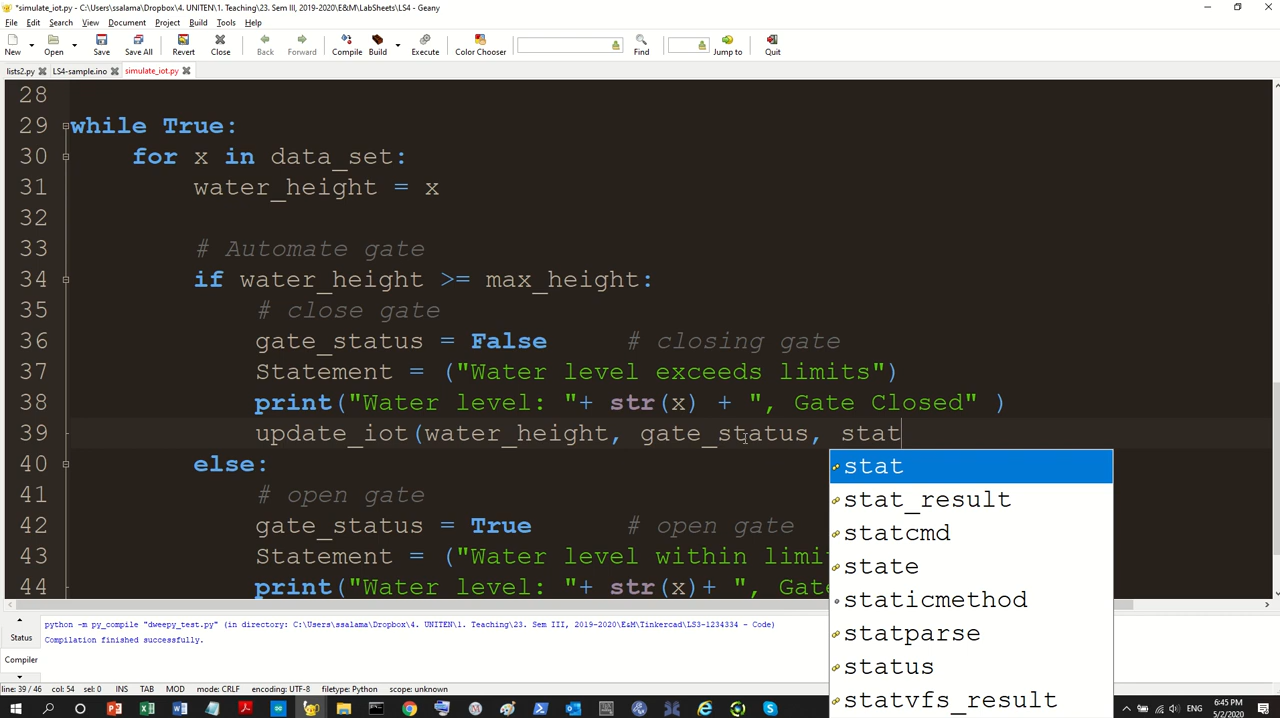 *simulate_iot.py - C:\Users\ssalama\Dropbox\4. UNITEN\1. Teaching\23. Sem III, 2019-2020\E&M\LabSheets\LS4 - Geany
File Edit Search View Document Project Build Tools Help
New Open Save Save All Revert Close Back Forward Compile Build Execute Color Chooser Find Jump to Quit
lists2.py LS4-sample.ino simulate_iot.py
28
29 while True:
30 for x in data_set:
31 water_height = x
32
33 # Automate gate
34 if water_height >= max_height:
35 # close gate
36 gate_status = False # closing gate
37 Statement = ("Water level exceeds limits")
38 print("Water level: "+ str(x) + ", Gate Closed" )
39 update_iot(water_height, gate_status, stat
40 else:
41 # open gate
42 gate_status = True # open gate
43 Statement = ("Water level within limi
44 print("Water level: "+ str(x)+ ", Gat
stat
stat_result
statcmd
state
staticmethod
statparse
status
statvfs_result
Status
Compiler
python -m py_compile "dweepy_test.py" (in directory: C:\Users\ssalama\Dropbox\4. UNITEN\1. Teaching\23. Sem III, 2019-2020\E&M\Tinkercad\LS3-1234334 - Code)
Compilation finished successfully.
line: 39 / 46 col: 54 sel: 0 INS TAB MOD mode: CRLF encoding: UTF-8 filetype: Python scope: unknown
ENG
6:45 PM
5/2/2020